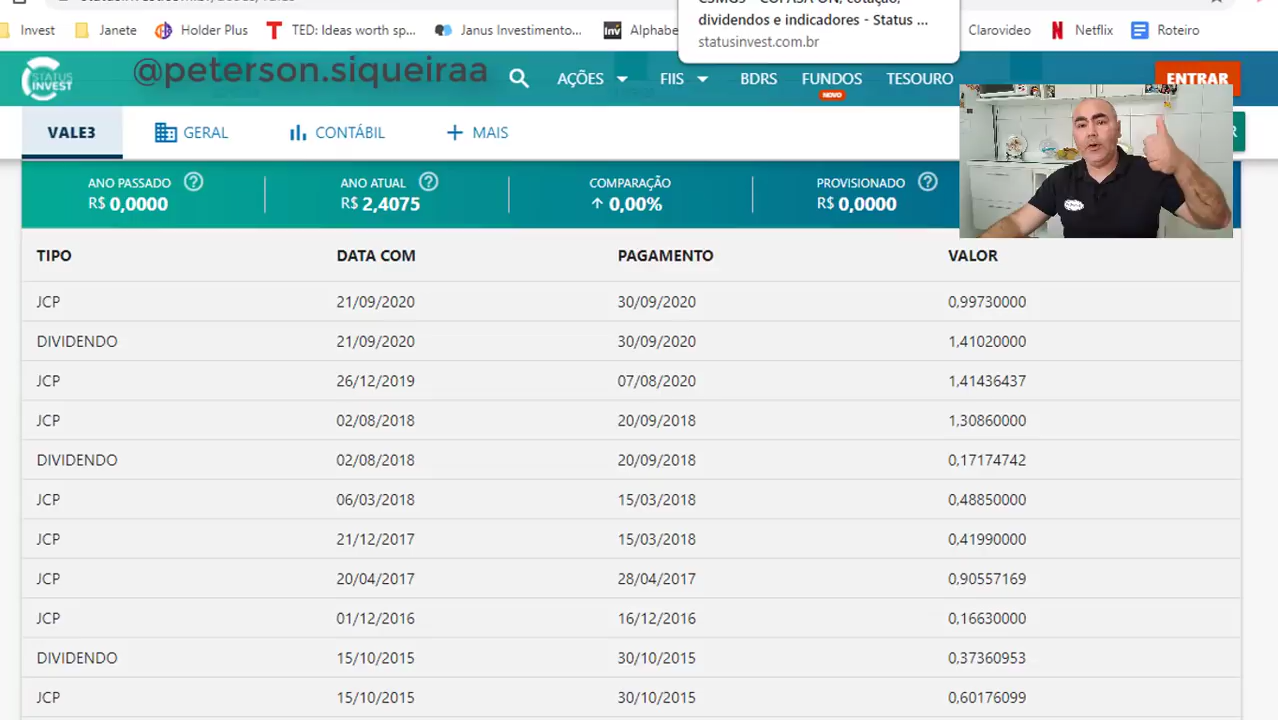 dividendos e indicadores - Status ...
statusinvest.com.br
Invest
Janete
Holder Plus
TED: Ideas worth sp...
Janus Investimento...
Alphabe
Clarovideo
Netflix
Roteiro
STATUS INVEST
@peterson.siqueiraa
AÇÕES
FIIS
BDRS
FUNDOS
NOVO
TESOURO
ENTRAR
VALE3
GERAL
CONTÁBIL
MAIS
ANO PASSADO
R$ 0,0000
ANO ATUAL
R$ 2,4075
COMPARAÇÃO
0,00%
PROVISIONADO
R$ 0,0000
TIPO DATA COM PAGAMENTO VALOR
JCP 21/09/2020 30/09/2020 0,99730000
DIVIDENDO 21/09/2020 30/09/2020 1,41020000
JCP 26/12/2019 07/08/2020 1,41436437
JCP 02/08/2018 20/09/2018 1,30860000
DIVIDENDO 02/08/2018 20/09/2018 0,17174742
JCP 06/03/2018 15/03/2018 0,48850000
JCP 21/12/2017 15/03/2018 0,41990000
JCP 20/04/2017 28/04/2017 0,90557169
JCP 01/12/2016 16/12/2016 0,16630000
DIVIDENDO 15/10/2015 30/10/2015 0,37360953
JCP 15/10/2015 30/10/2015 0,60176099